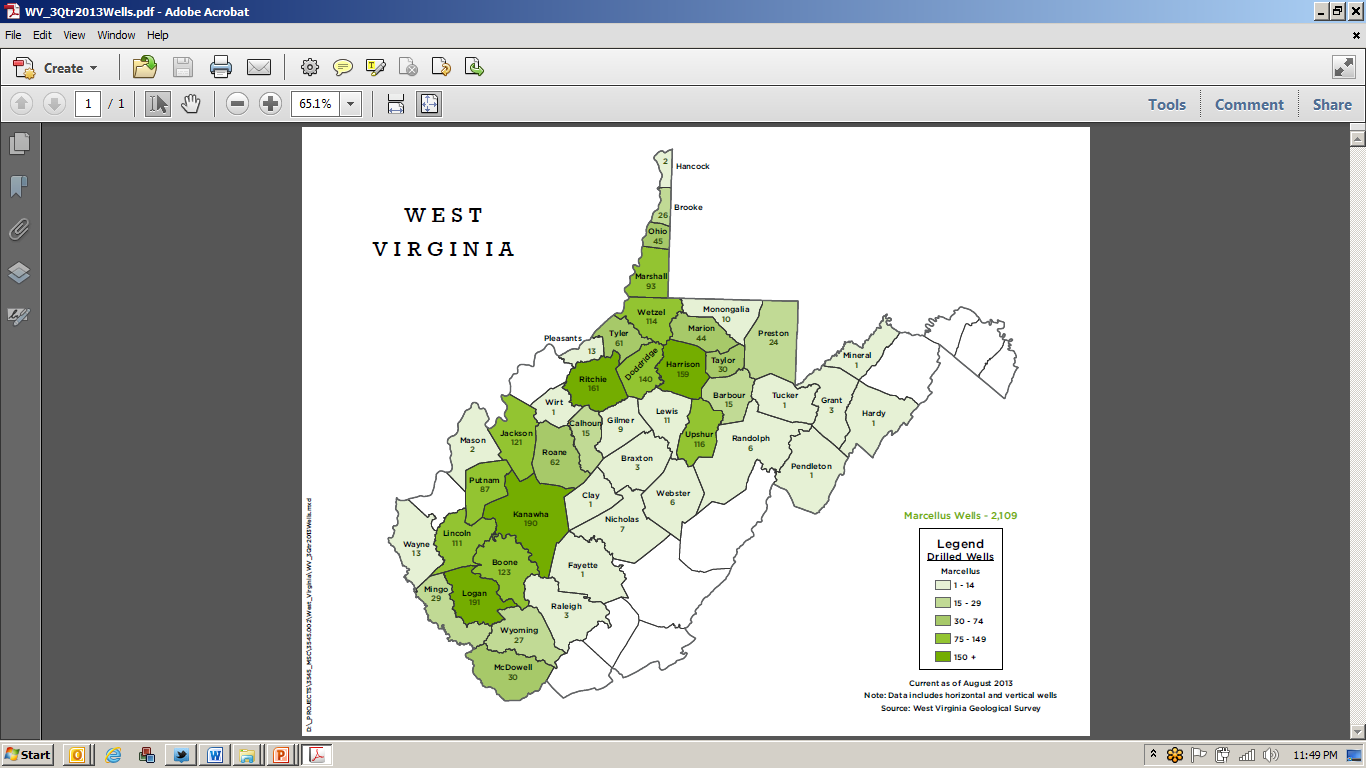 WV_3Qtr2013Wells.pdf - Adobe Acrobat
File Edit View Window Help
Create
1 / 1 65.1% Tools Comment Share
WEST
VIRGINIA
2 Hancock
Brooke
26
Ohio
45
Marshall
93
Wetzel
114
Monongalia
10
Marion
44
Preston
24
Tyler
61
Pleasants
13
Doddridge
140
Harrison
159
Taylor
30
Mineral
1
Ritchie
161
Barbour
15
Tucker
1
Grant
3
Hardy
1
Wirt
1
Calhoun
15
Gilmer
9
Lewis
11
Upshur
116
Randolph
6
Mason
2
Jackson
121
Roane
62
Braxton
3
Pendleton
1
Putnam
87
Clay
1
Webster
6
Kanawha
190
Nicholas
7
Wayne
13
Lincoln
111
Boone
123
Fayette
1
Mingo
29
Logan
191
Raleigh
3
Wyoming
27
McDowell
30
Marcellus Wells - 2,109
Legend
Drilled Wells
Marcellus
1 - 14
15 - 29
30 - 74
75 - 149
150 +
Current as of August 2013
Note: Data includes horizontal and vertical wells
Source: West Virginia Geological Survey
Start 11:49 PM